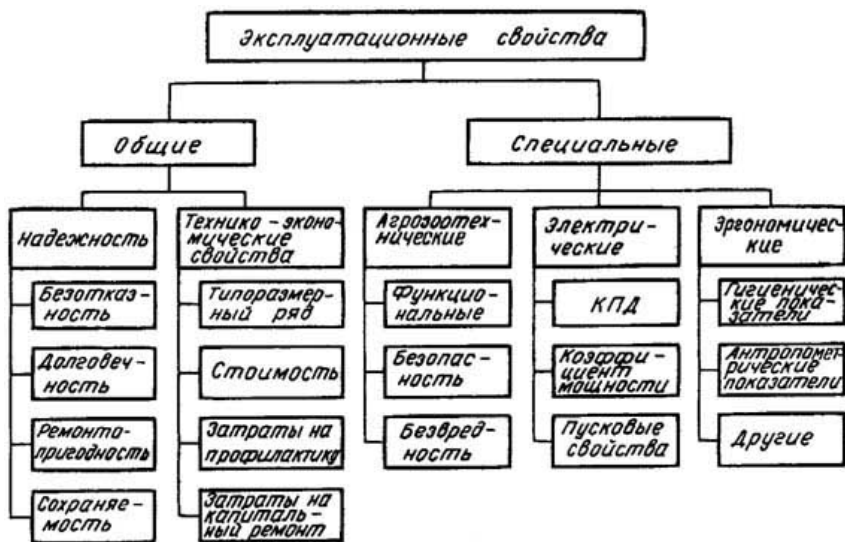 Эксплуатационные свойства
Общие
Специальные
Надежность
Технико-эконо-
мические
свойства
Агрозоотех-
нические
Электри-
ческие
Эргономичес-
кие
Безотказ-
ность
Долговеч-
ность
Ремонто-
пригодность
Сохраняе-
мость
Типоразмер-
ный ряд
Стоимость
Затраты на
профилактику
Затраты на
капиталь-
ный ремонт
Функцио-
нальные
Безопас-
ность
Безвред-
ность
КПД
Коэффи-
циент
мощности
Пусковые
свойства
Гигиеничес-
кие пока-
затели
Антропомет-
рические
показатели
Другие